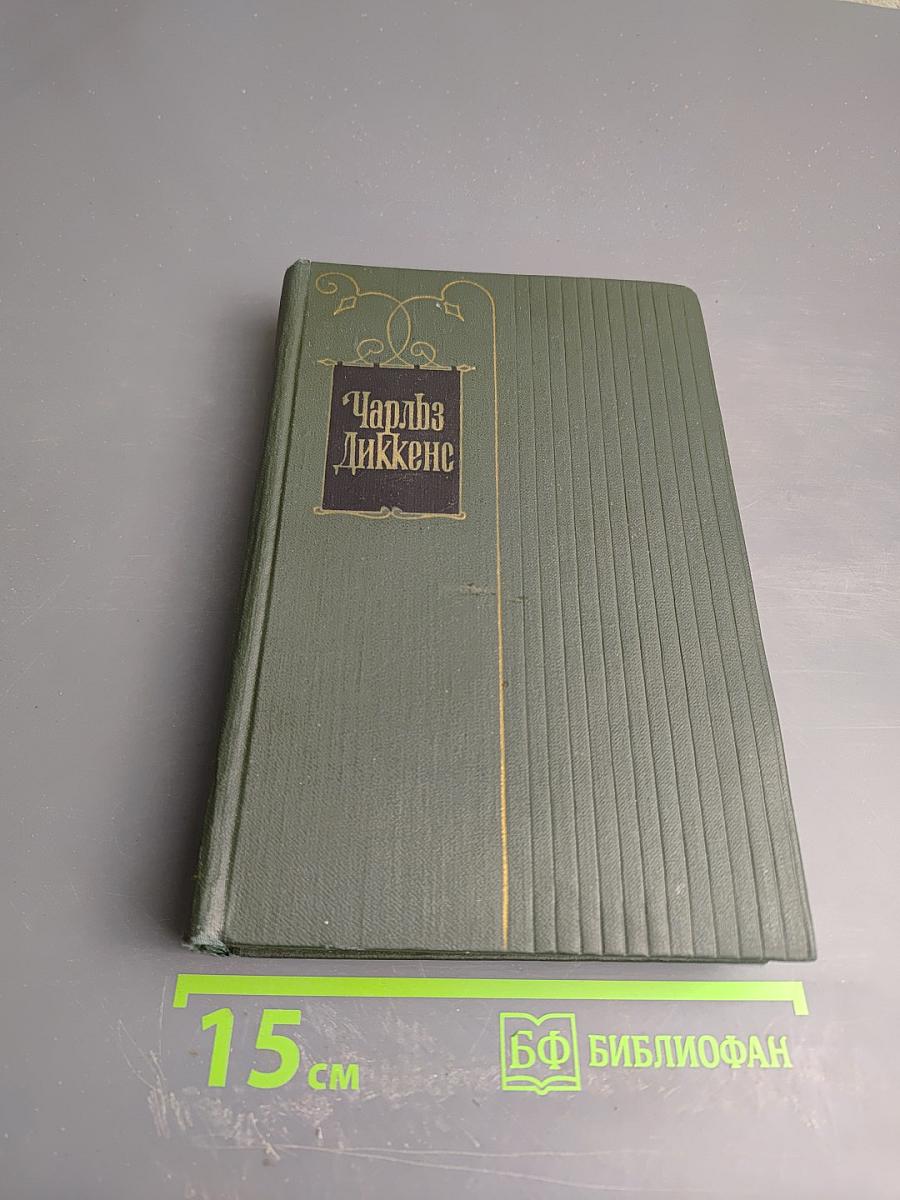 Чарльз
Диккенс
15 см
БФ БИБЛИОФАН